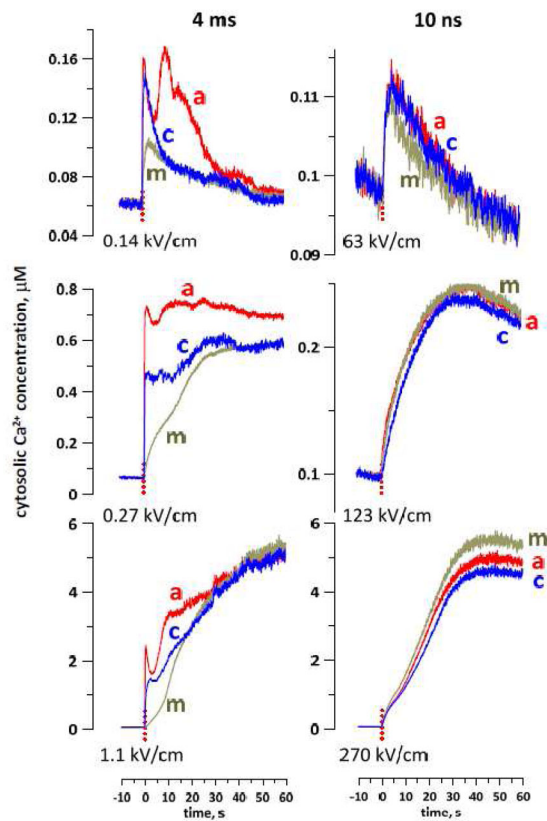 4 ms 10 ns
cytosolic Ca²⁺ concentration, µM
0.16
0.12
0.08
0.04
a
c
m
0.14 kV/cm
0.11
0.1
0.09
a
c
m
63 kV/cm
0.8
0.6
0.4
0.2
0
a
c
m
0.27 kV/cm
0.2
0.1
m
a
c
123 kV/cm
6
4
2
0
a
c
m
1.1 kV/cm
6
5
4
3
2
1
0
m
a
c
270 kV/cm
-10 0 10 20 30 40 50 60
time, s
-10 0 10 20 30 40 50 60
time, s